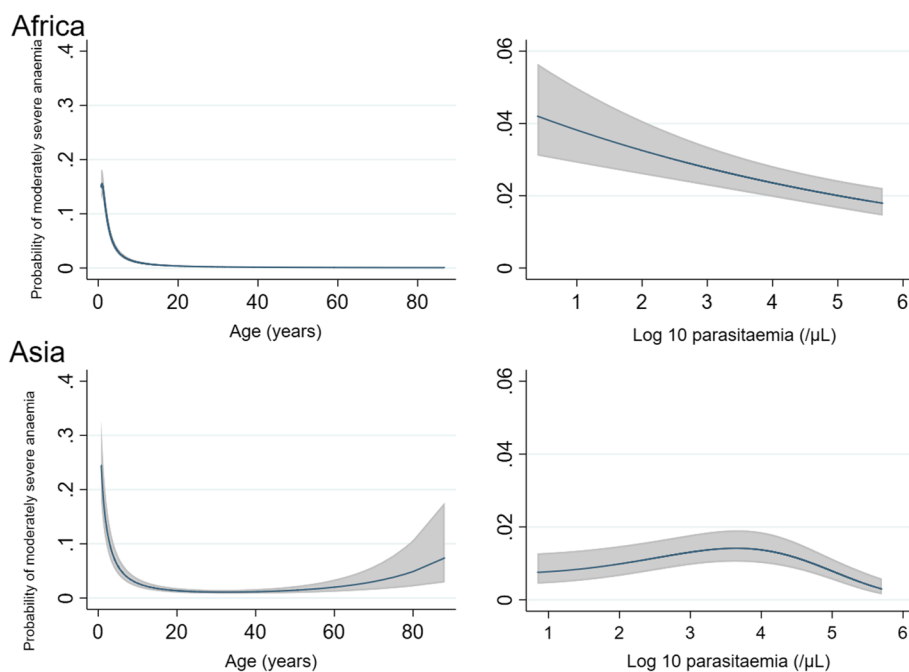 Africa
Probability of moderately severe anaemia
.4
.3
.2
.1
0
0 20 40 60 80
Age (years)
.06
.04
.02
0
1 2 3 4 5 6
Log 10 parasitaemia (/µL)
Asia
Probability of moderately severe anaemia
.4
.3
.2
.1
0
0 20 40 60 80
Age (years)
.06
.04
.02
0
1 2 3 4 5 6
Log 10 parasitaemia (/µL)